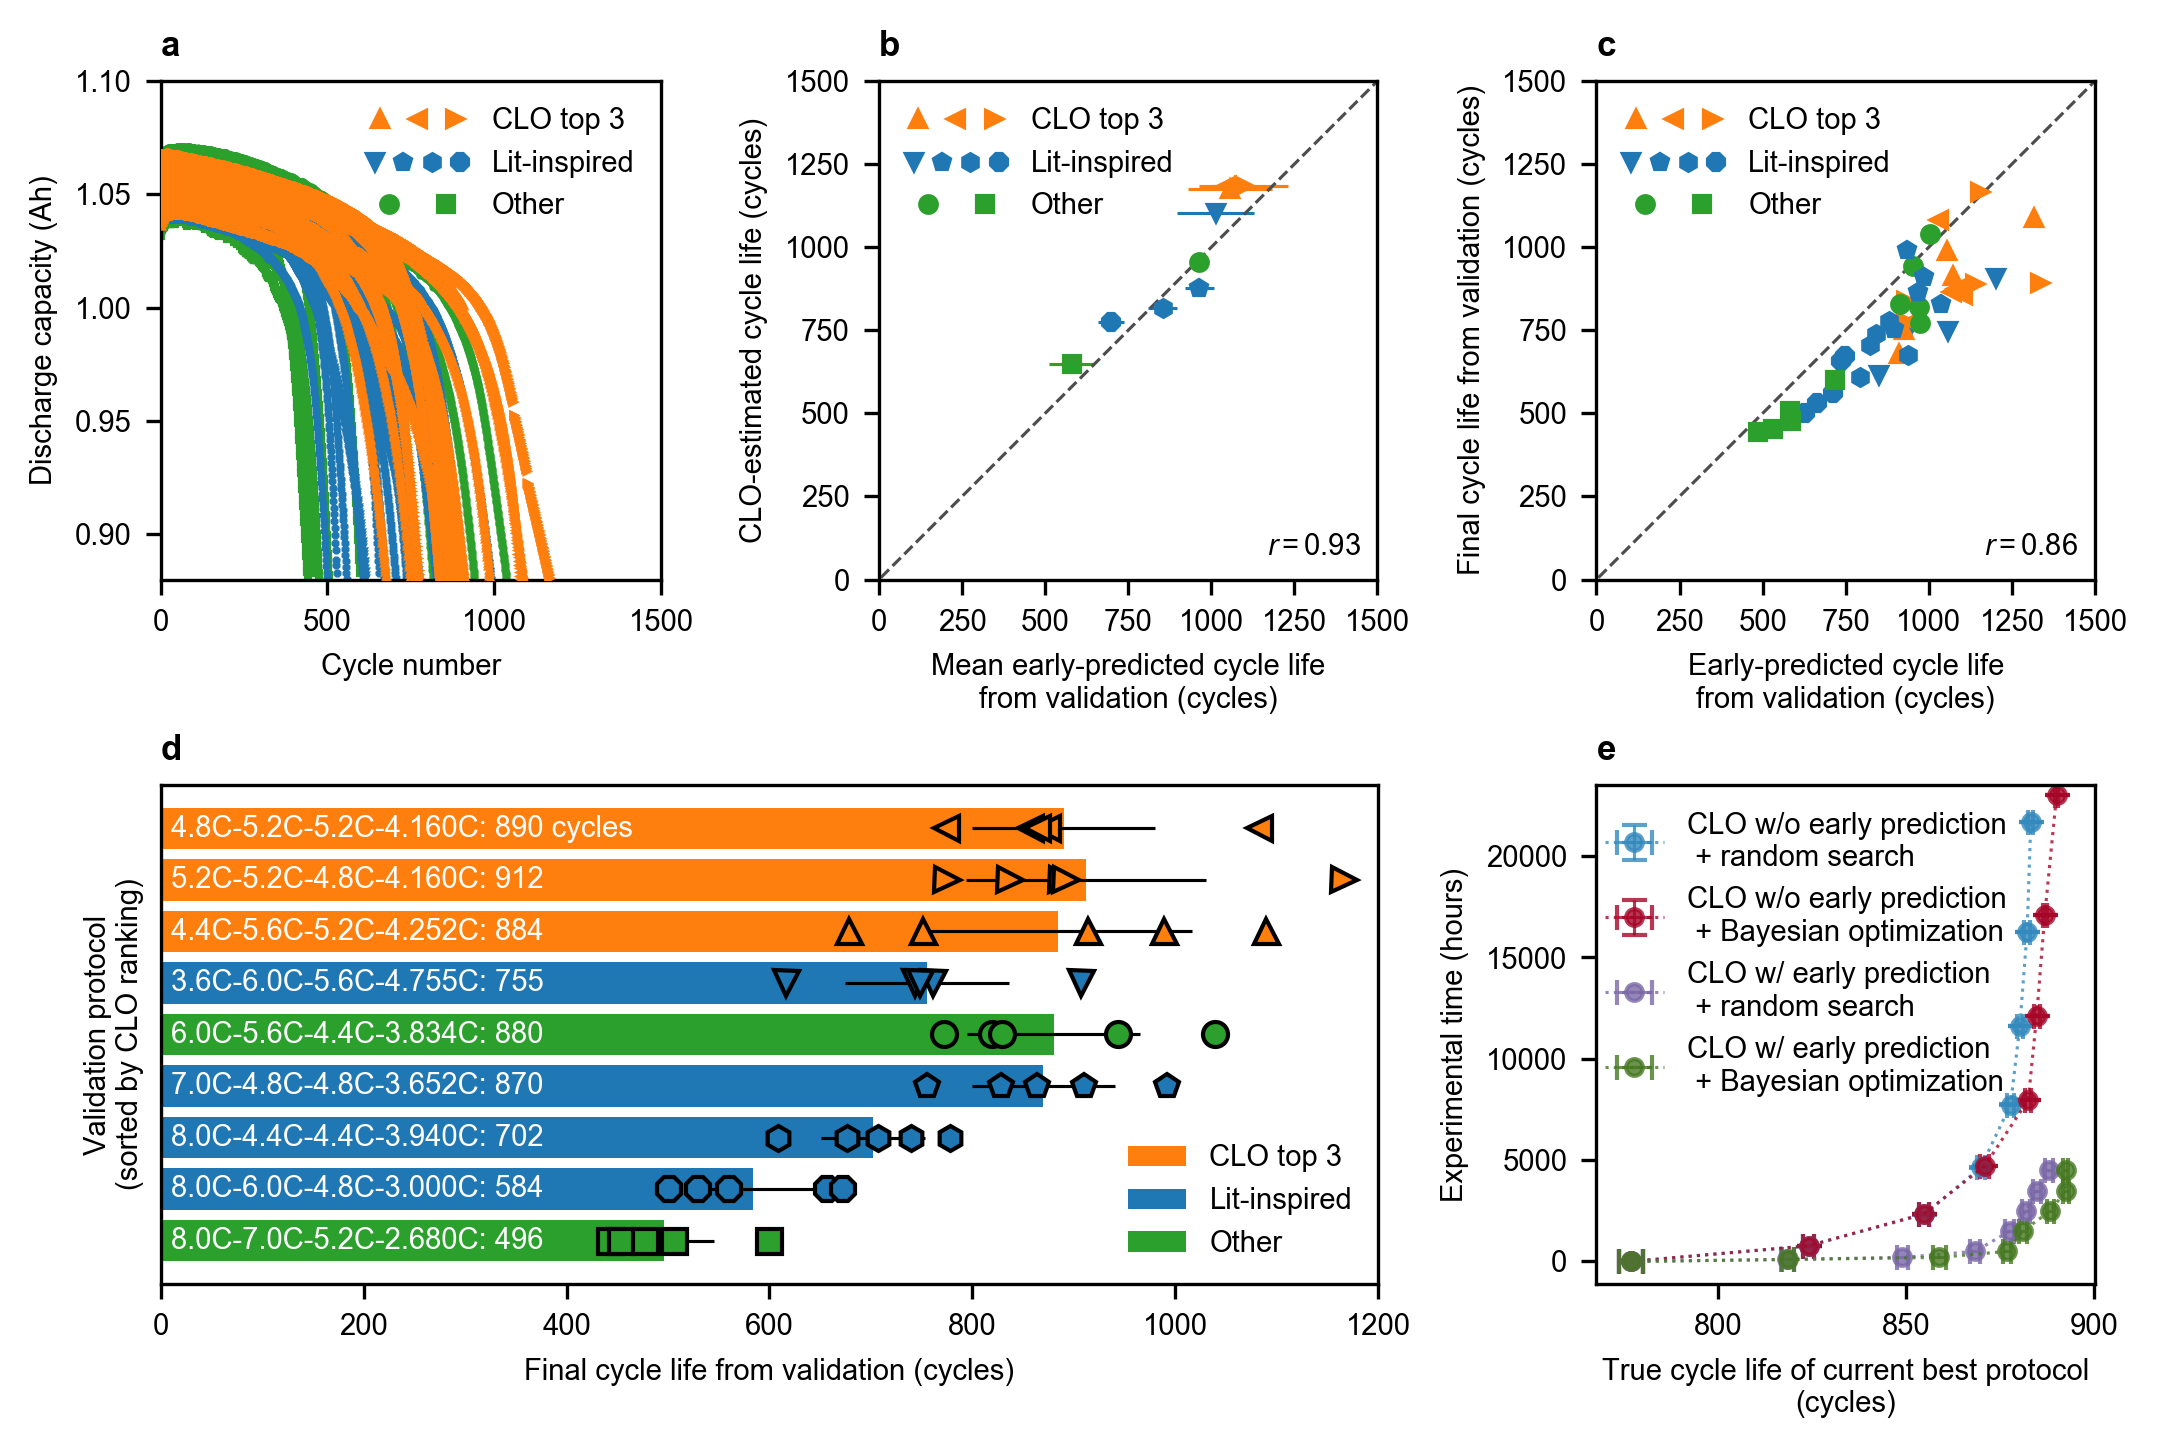 a
1.10
1.05
1.00
0.95
0.90
Discharge capacity (Ah)
CLO top 3
Lit-inspired
Other
0 500 1000 1500
Cycle number
b
1500
1250
1000
750
500
250
0
CLO-estimated cycle life (cycles)
CLO top 3
Lit-inspired
Other
r = 0.93
0 250 500 750 1000 1250 1500
Mean early-predicted cycle life
from validation (cycles)
c
1500
1250
1000
750
500
250
0
Final cycle life from validation (cycles)
CLO top 3
Lit-inspired
Other
r = 0.86
0 250 500 750 1000 1250 1500
Early-predicted cycle life
from validation (cycles)
d
Validation protocol
(sorted by CLO ranking)
4.8C-5.2C-5.2C-4.160C: 890 cycles
5.2C-5.2C-4.8C-4.160C: 912
4.4C-5.6C-5.2C-4.252C: 884
3.6C-6.0C-5.6C-4.755C: 755
6.0C-5.6C-4.4C-3.834C: 880
7.0C-4.8C-4.8C-3.652C: 870
8.0C-4.4C-4.4C-3.940C: 702
8.0C-6.0C-4.8C-3.000C: 584
8.0C-7.0C-5.2C-2.680C: 496
CLO top 3
Lit-inspired
Other
0 200 400 600 800 1000 1200
Final cycle life from validation (cycles)
e
20000
15000
10000
5000
0
Experimental time (hours)
CLO w/o early prediction
+ random search
CLO w/o early prediction
+ Bayesian optimization
CLO w/ early prediction
+ random search
CLO w/ early prediction
+ Bayesian optimization
800 850 900
True cycle life of current best protocol
(cycles)